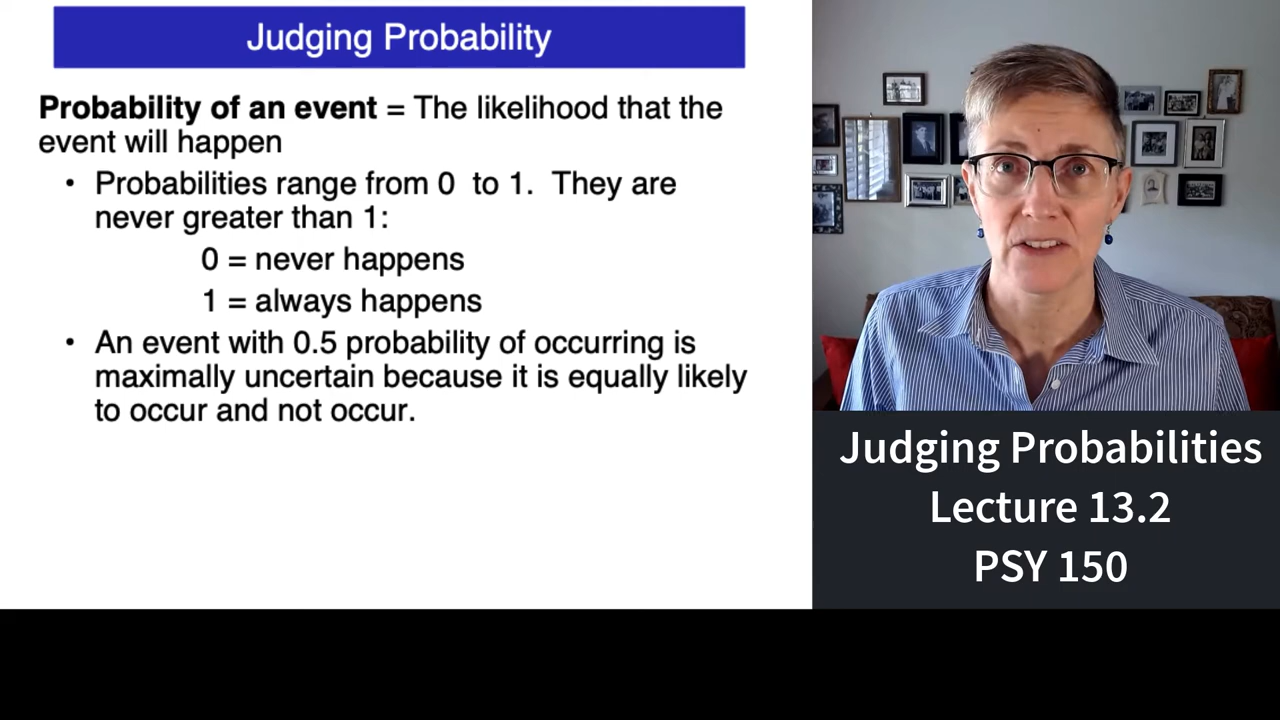 Judging Probability
Probability of an event = The likelihood that the
event will happen
• Probabilities range from 0 to 1. They are
never greater than 1:
0 = never happens
1 = always happens
• An event with 0.5 probability of occurring is
maximally uncertain because it is equally likely
to occur and not occur.
Judging Probabilities
Lecture 13.2
PSY 150